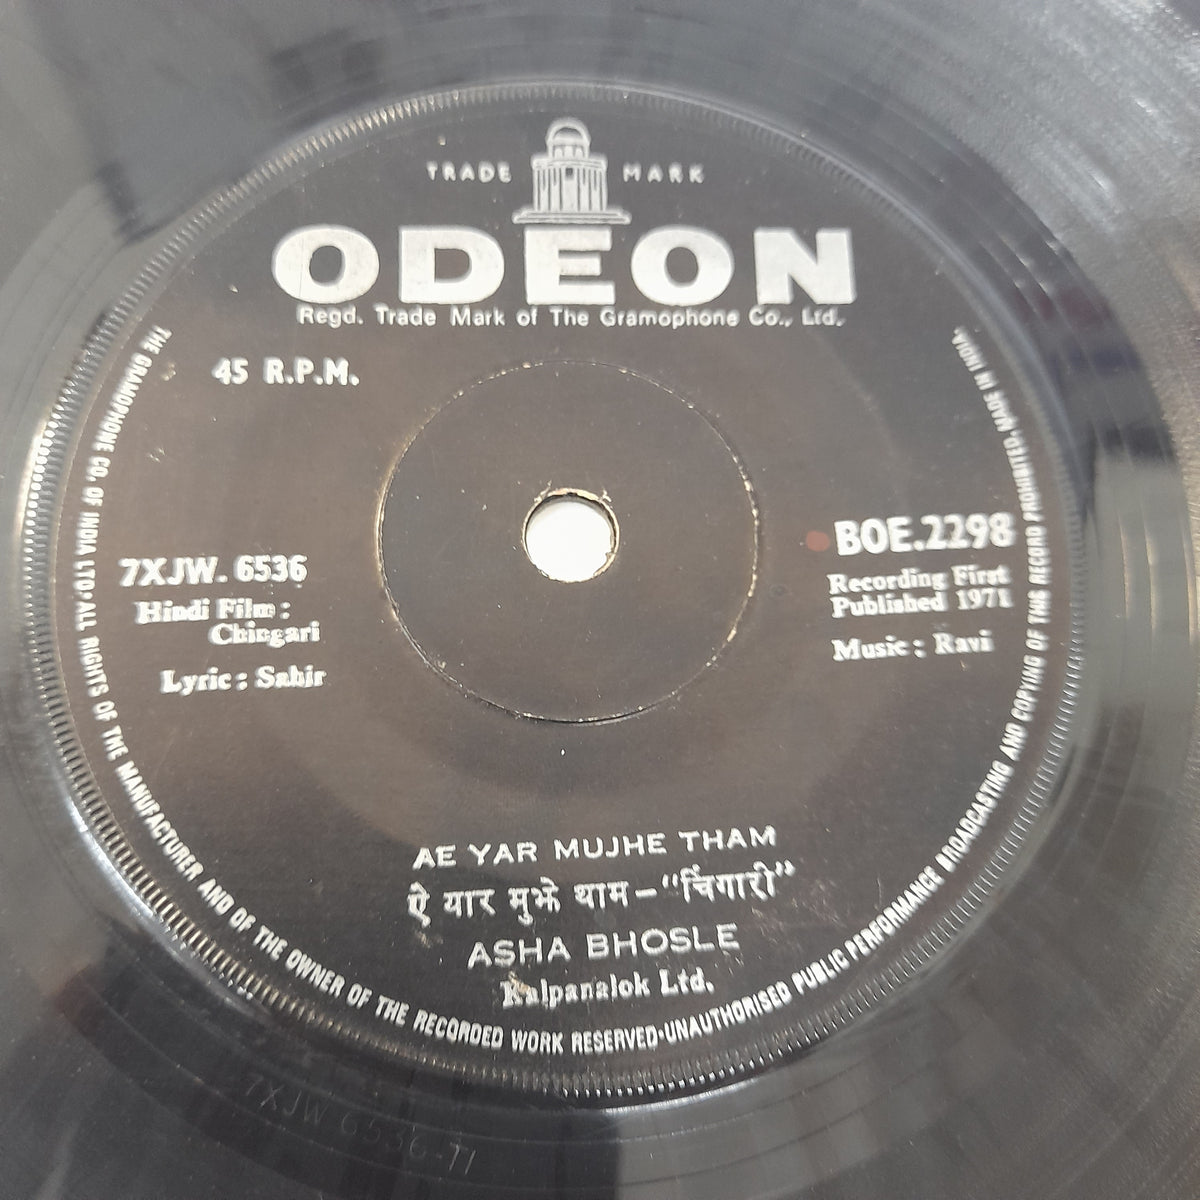 TRADE MARK
ODEON
Regd. Trade Mark of The Gramophone Co., Ltd.
45 R.P.M.
THE GRAMOPHONE CO. OF INDIA LTD·ALL RIGHTS OF THE MANUFACTURER AND OF THE OWNER OF THE RECORDED WORK RESERVED·UNAUTHORISED PUBLIC PERFORMANCE BROADCASTING AND COPYING OF THIS RECORD PROHIBITED. MADE IN INDIA.
7XJW. 6536
Hindi Film :
Chingari
Lyric : Sahir
BOE.2298
Recording First
Published 1971
Music : Ravi
AE YAR MUJHE THAM
ऐ यार मुझे थाम–"चिंगारी"
ASHA BHOSLE
Kalpanalok Ltd.
7XJW 6536-T1